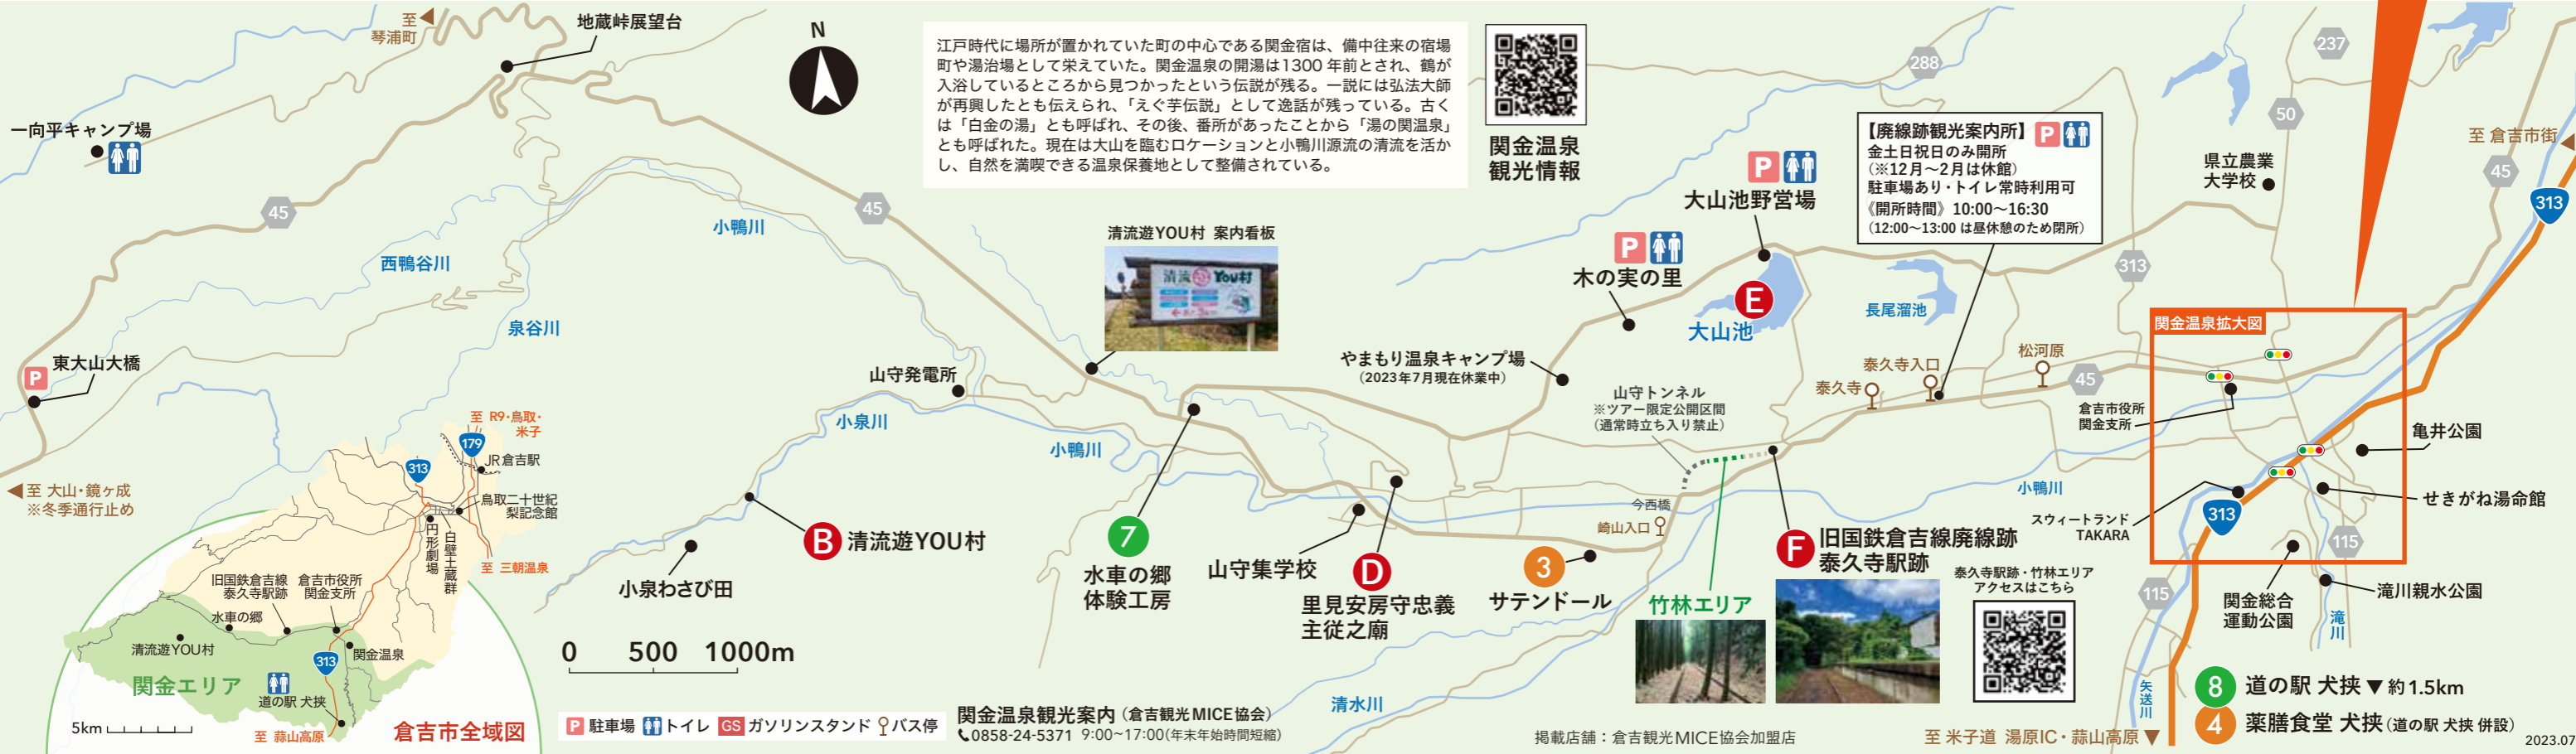 至
琴浦町
地蔵峠展望台
N
江戸時代に場所が置かれていた町の中心である関金宿は、備中往来の宿場
町や湯治場として栄えていた。関金温泉の開湯は1300 年前とされ、鶴が
入浴しているところから見つかったという伝説が残る。一説には弘法大師
が再興したとも伝えられ、「えぐ芋伝説」として逸話が残っている。古く
は「白金の湯」とも呼ばれ、その後、番所があったことから「湯の関温泉」
とも呼ばれた。現在は大山を臨むロケーションと小鴨川源流の清流を活か
し、自然を満喫できる温泉保養地として整備されている。
関金温泉
観光情報
288
237
50
至 倉吉市街
45
313
一向平キャンプ場
45
45
小鴨川
西鴨谷川
泉谷川
清流遊YOU村 案内看板
清流 YOU村
P
大山池野営場
P
木の実の里
E
大山池
【廃線跡観光案内所】 P
金土日祝日のみ開所
(※12月〜2月は休館)
駐車場あり・トイレ常時利用可
《開所時間》10:00〜16:30
(12:00〜13:00 は昼休憩のため閉所)
県立農業
大学校
313
長尾溜池
関金温泉拡大図
東大山大橋
P
山守発電所
小泉川
小鴨川
やまもり温泉キャンプ場
(2023年7月現在休業中)
山守トンネル
※ツアー限定公開区間
(通常時立ち入り禁止)
泰久寺
泰久寺入口
松河原
45
倉吉市役所
関金支所
亀井公園
せきがね湯命館
小鴨川
スウィートランド
TAKARA
313
115
115
至 大山・鏡ヶ成
※冬季通行止め
B 清流遊YOU村
小泉わさび田
7
水車の郷
体験工房
山守集学校
D
里見安房守忠義
主従之廟
3
サテンドール
今西橋
崎山入口
竹林エリア
F 旧国鉄倉吉線廃線跡
泰久寺駅跡
泰久寺駅跡・竹林エリア
アクセスはこちら
関金総合
運動公園
滝川親水公園
滝川
矢送川
清水川
0 500 1000m
至 R9・鳥取・
米子
179
313
JR倉吉駅
鳥取二十世紀
梨記念館
円形劇場
白壁土蔵群
至 三朝温泉
旧国鉄倉吉線
泰久寺駅跡
倉吉市役所
関金支所
水車の郷
清流遊YOU村
関金温泉
313
関金エリア
道の駅 犬挟
5km
至 蒜山高原
倉吉市全域図
P 駐車場 トイレ GS ガソリンスタンド バス停
関金温泉観光案内 (倉吉観光MICE協会)
0858-24-5371 9:00~17:00(年末年始時間短縮)
掲載店舗：倉吉観光MICE協会加盟店
至 米子道 湯原IC・蒜山高原
8 道の駅 犬挟 ▼約1.5km
4 薬膳食堂 犬挟(道の駅 犬挟 併設)
2023.07